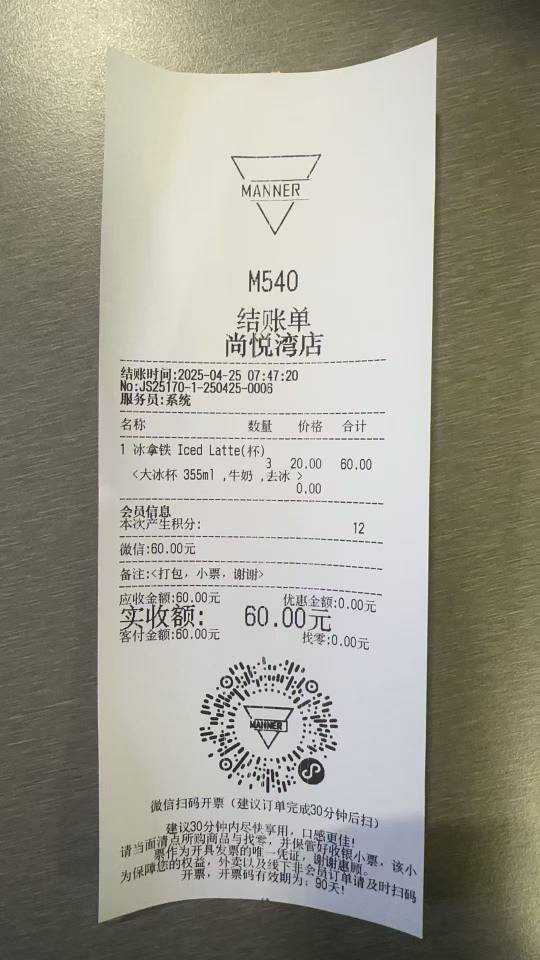 MANNER
M540
结账单
尚悦湾店
结账时间:2025-04-25 07:47:20
No:JS25170-1-250425-0006
服务员:系统
名称 数量 价格 合计
1 冰拿铁 Iced Latte(杯)
3 20.00 60.00
<大冰杯 355ml ,牛奶 ,去冰 >
0.00
会员信息
本次产生积分: 12
微信:60.00元
备注:<打包, 小票, 谢谢>
应收金额:60.00元 优惠金额:0.00元
实收额: 60.00元
客付金额:60.00元 找零:0.00元
MANNER
微信扫码开票 (建议订单完成30分钟后扫)
建议30分钟内尽快享用, 口感更佳!
请当面清点所购商品与找零, 并保管好收银小票, 该小
票作为开具发票的唯一凭证, 谢谢惠顾。
为保障您的权益, 外卖以及线下非会员订单请及时扫码
开票, 开票码有效期为: 90天!